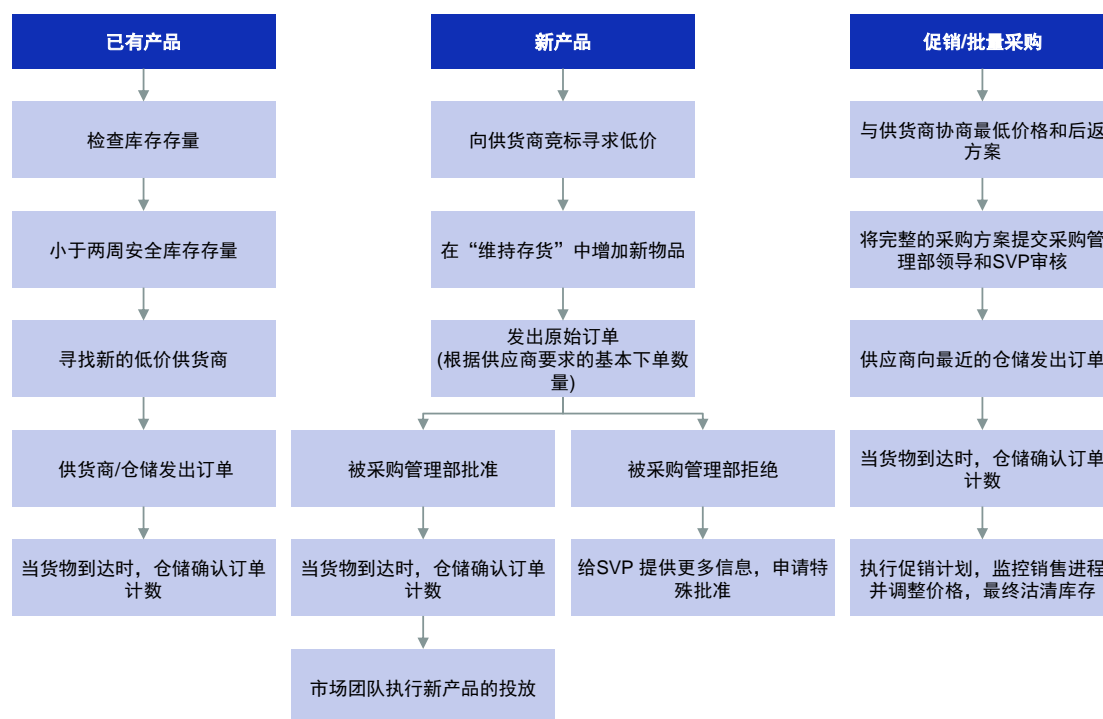 已有产品
检查库存存量
小于两周安全库存存量
寻找新的低价供货商
供货商/仓储发出订单
当货物到达时，仓储确认订单
计数
新产品
向供货商竞标寻求低价
在“维持存货”中增加新物品
发出原始订单
(根据供应商要求的基本下单数
量)
被采购管理部批准
当货物到达时，仓储确认订单
计数
市场团队执行新产品的投放
被采购管理部拒绝
给SVP 提供更多信息，申请特
殊批准
促销/批量采购
与供货商协商最低价格和后返
方案
将完整的采购方案提交采购管
理部领导和SVP审核
供应商向最近的仓储发出订单
当货物到达时，仓储确认订单
计数
执行促销计划，监控销售进程
并调整价格，最终沽清库存